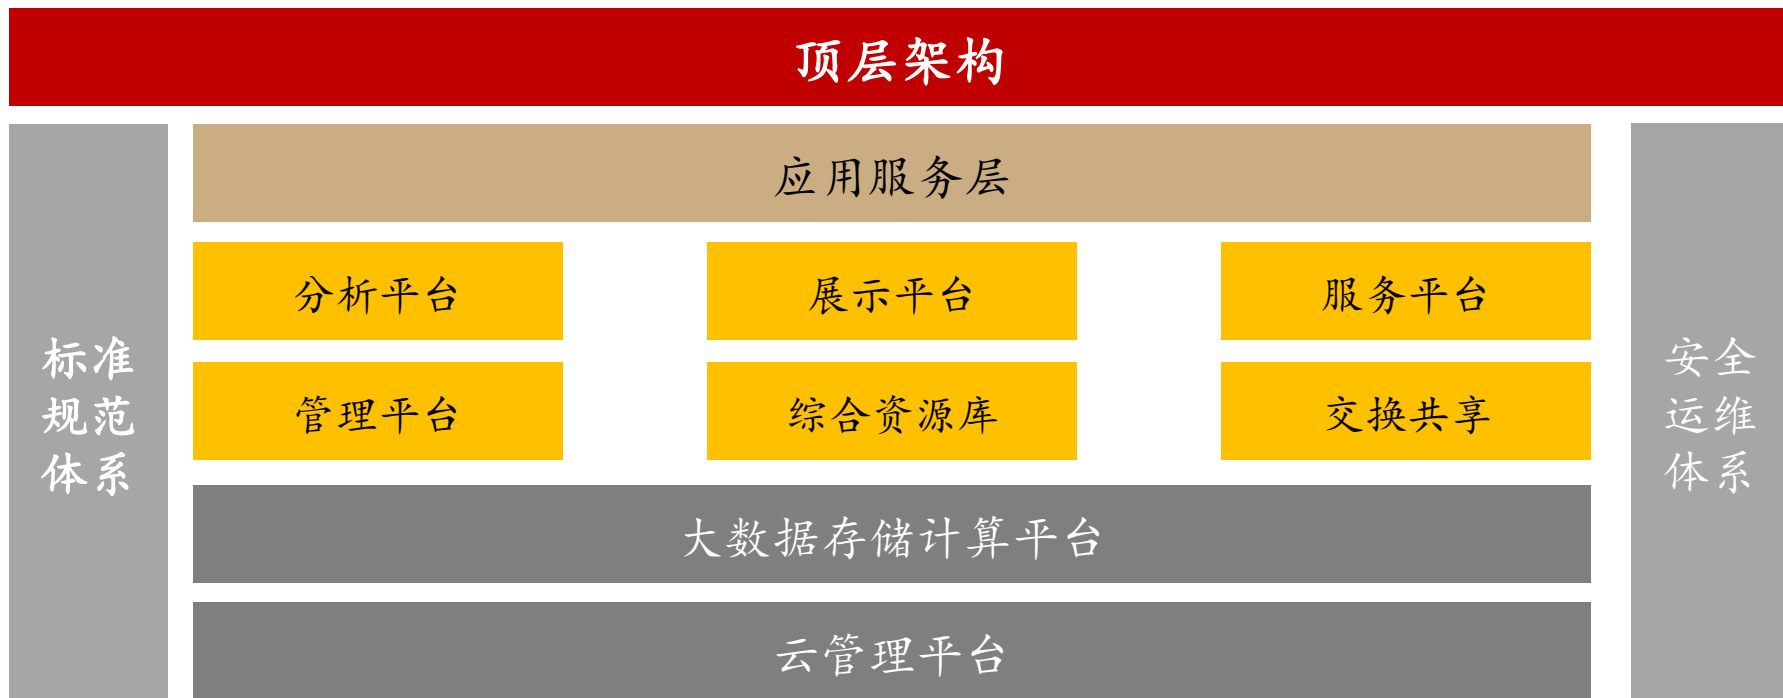 顶层架构
应用服务层
分析平台
展示平台
服务平台
管理平台
综合资源库
交换共享
大数据存储计算平台
云管理平台
标准
规范
体系
安全
运维
体系